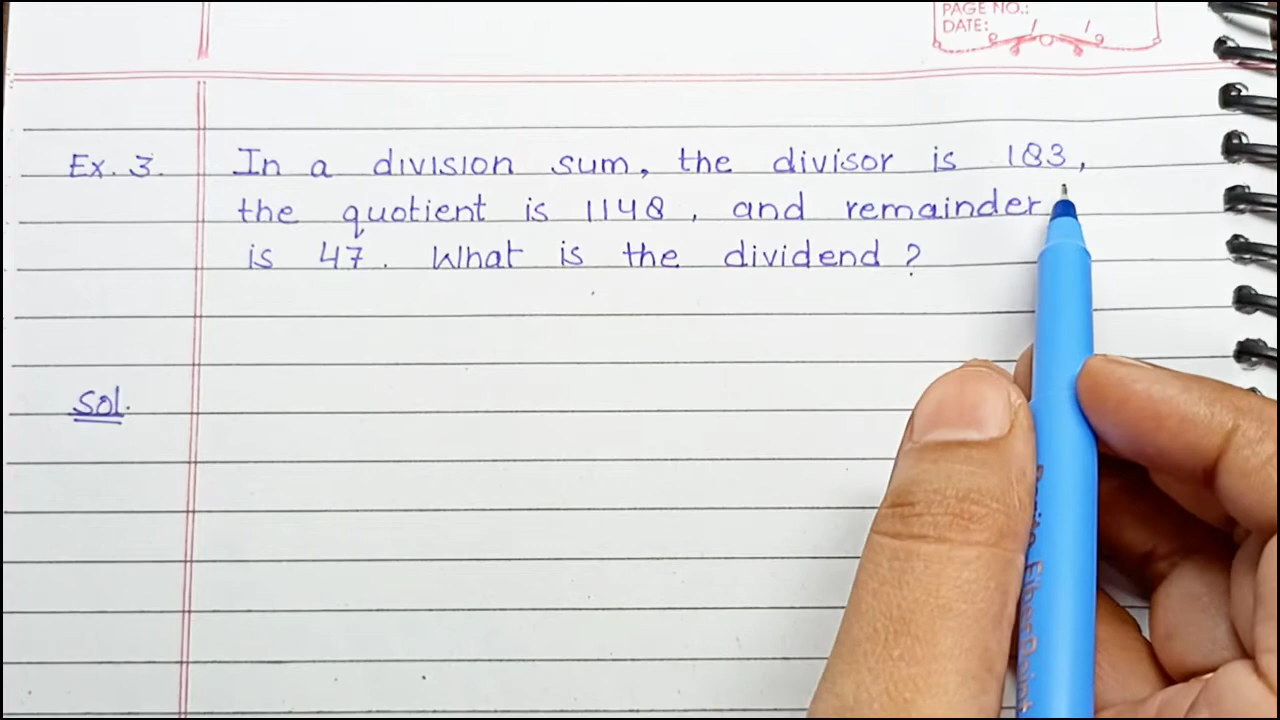 PAGE NO.:
DATE: / /
Ex. 3. In a division sum, the divisor is 183,
the quotient is 1148, and remainder
is 47. What is the dividend ?
Sol.